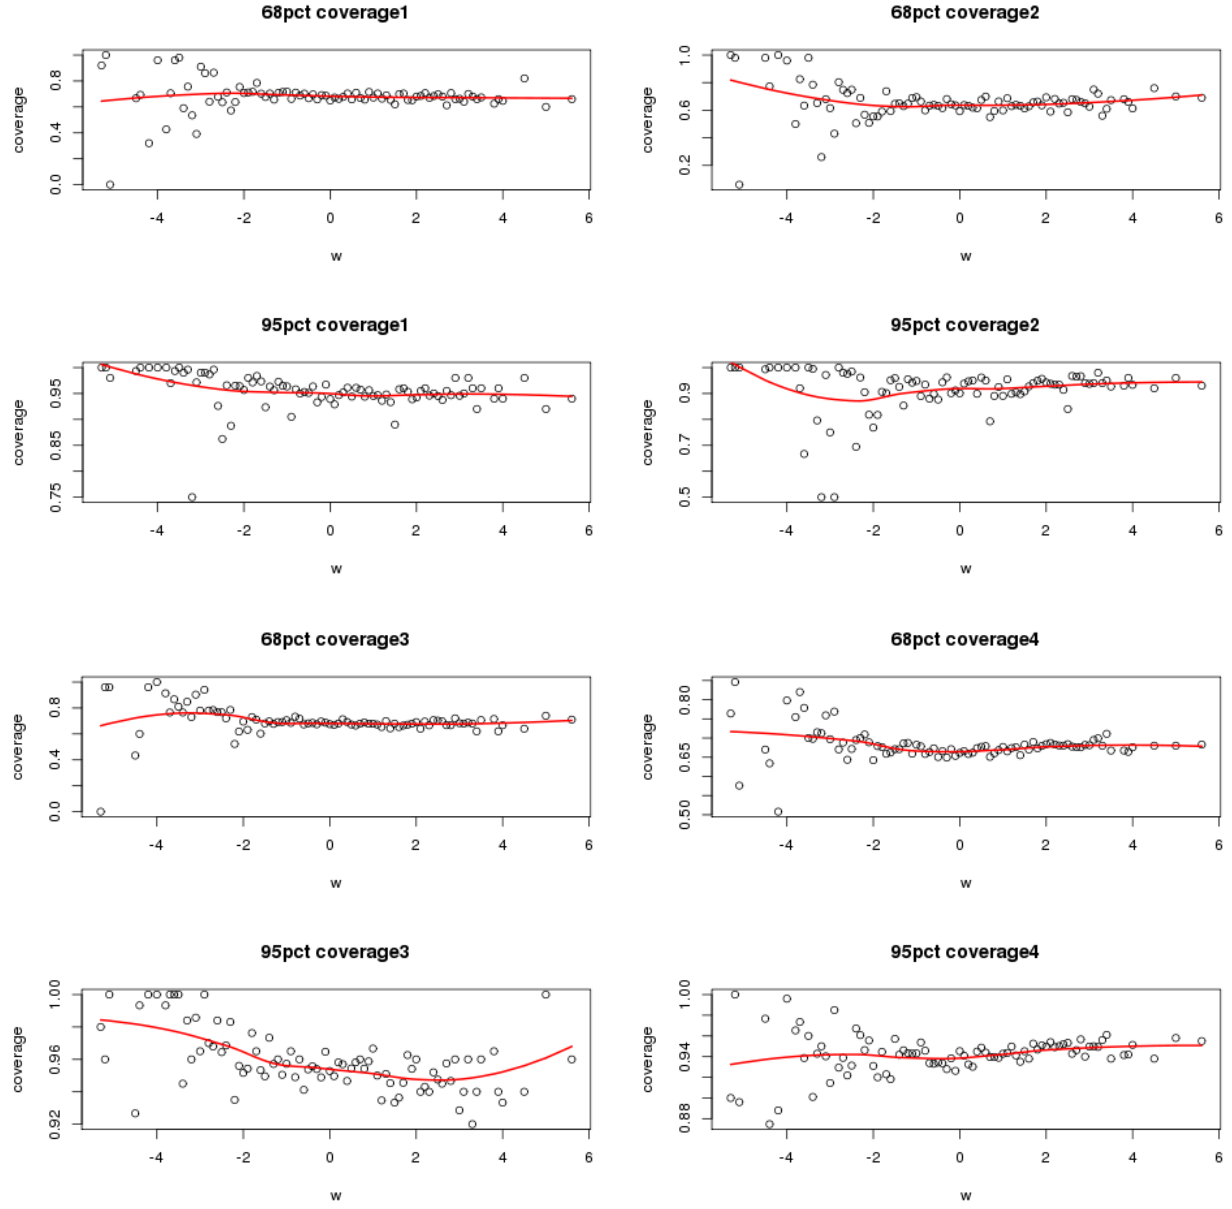 68pct coverage1
coverage
0.0 0.4 0.8
-4 -2 0 2 4 6
w
68pct coverage2
coverage
0.2 0.6 1.0
-4 -2 0 2 4 6
w
95pct coverage1
coverage
0.75 0.85 0.95
-4 -2 0 2 4 6
w
95pct coverage2
coverage
0.5 0.7 0.9
-4 -2 0 2 4 6
w
68pct coverage3
coverage
0.0 0.4 0.8
-4 -2 0 2 4 6
w
68pct coverage4
coverage
0.50 0.65 0.80
-4 -2 0 2 4 6
w
95pct coverage3
coverage
0.92 0.96 1.00
-4 -2 0 2 4 6
w
95pct coverage4
coverage
0.88 0.94 1.00
-4 -2 0 2 4 6
w